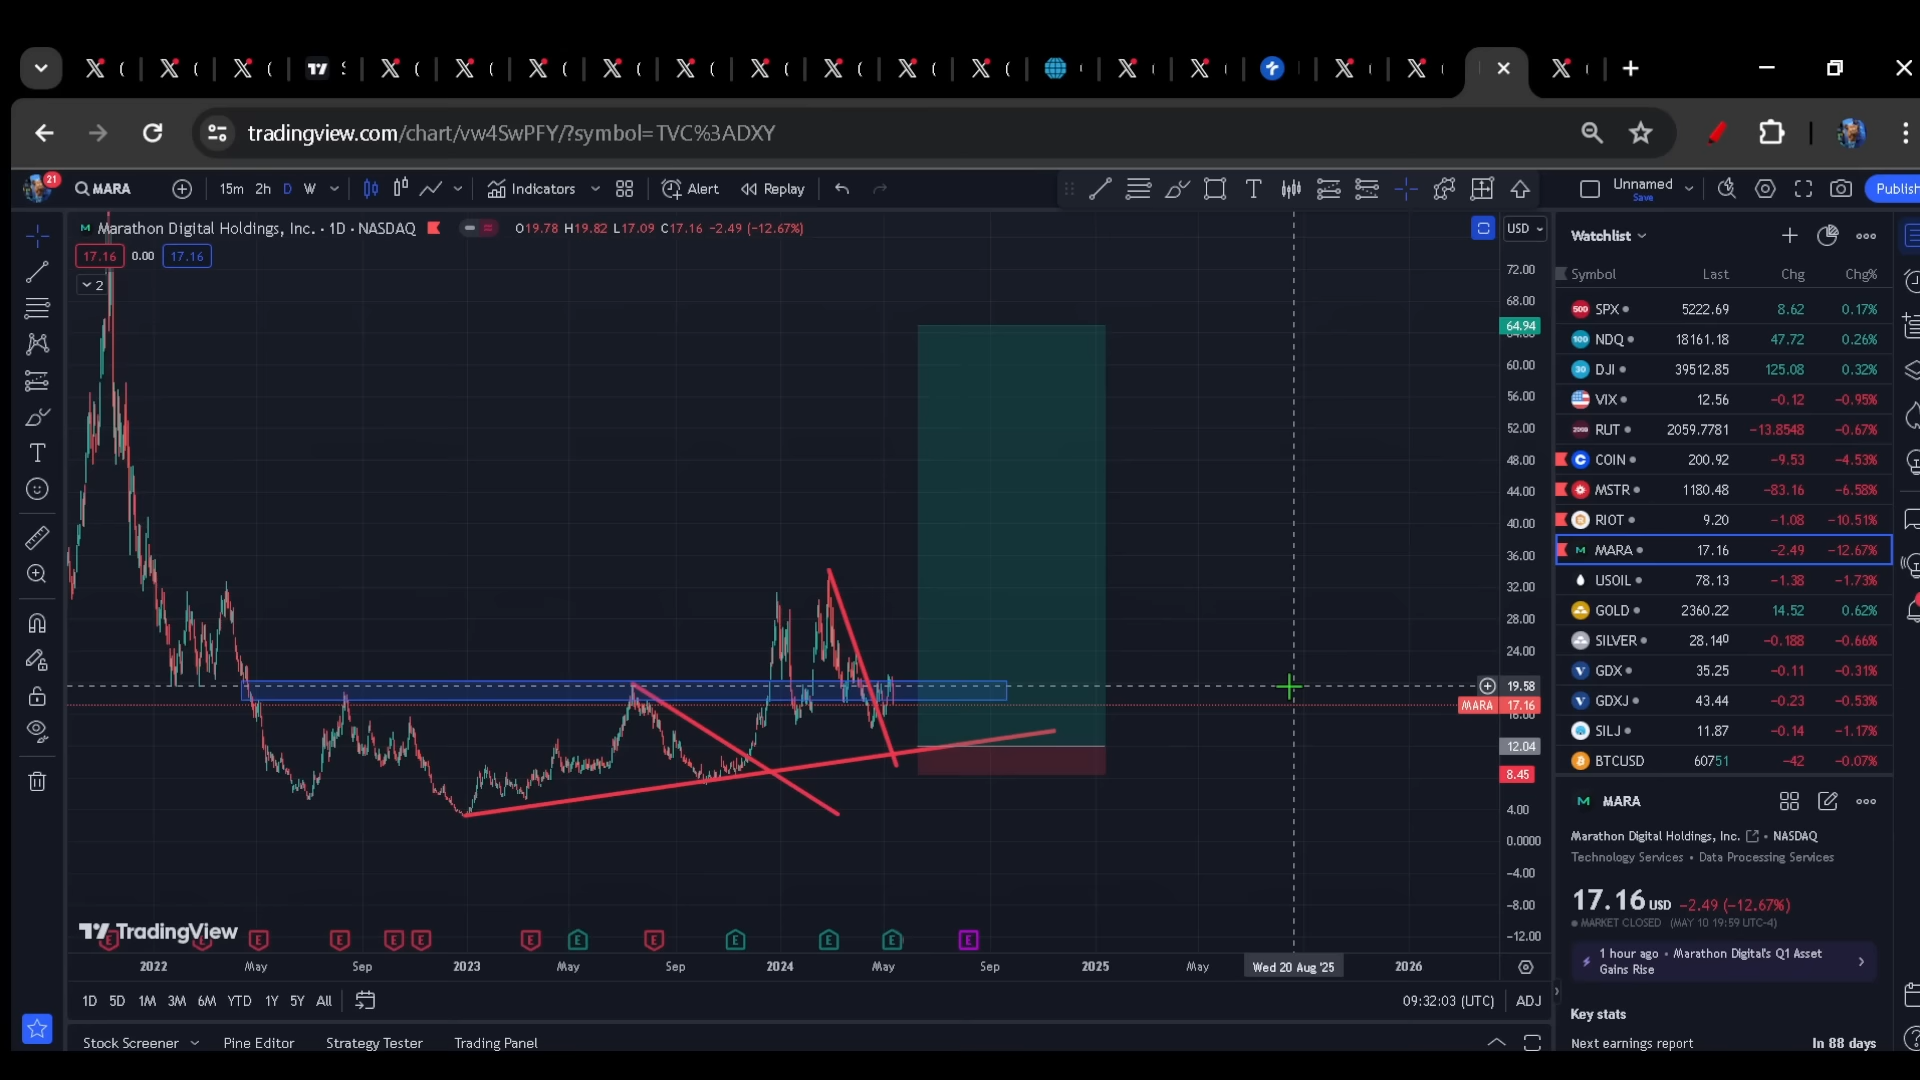 tradingview.com/chart/vw4SwPFY/?symbol=TVC%3ADXY
21
MARA
15m 2h D W
Indicators
Alert
Replay
Unnamed
Save
Publish
Marathon Digital Holdings, Inc. · 1D · NASDAQ
O19.78 H19.82 L17.09 C17.16 −2.49 (−12.67%)
17.16 0.00 17.16
2
USD
72.00
68.00
64.94
60.00
56.00
52.00
48.00
44.00
40.00
36.00
32.00
28.00
24.00
19.58
MARA 17.16
16.00
12.04
8.45
4.00
0.0000
−4.00
−8.00
−12.00
TradingView
E E E E E E E E E E E E E
2022 May Sep 2023 May Sep 2024 May Sep 2025 May Wed 20 Aug '25 2026
1D 5D 1M 3M 6M YTD 1Y 5Y All
09:32:03 (UTC) ADJ
Stock Screener Pine Editor Strategy Tester Trading Panel
Watchlist
Symbol Last Chg Chg%
500 SPX 5222.69 8.62 0.17%
100 NDQ 18161.18 47.72 0.26%
30 DJI 39512.85 125.08 0.32%
VIX 12.56 −0.12 −0.95%
2000 RUT 2059.7781 −13.8548 −0.67%
COIN 200.92 −9.53 −4.53%
MSTR 1180.48 −83.16 −6.58%
RIOT 9.20 −1.08 −10.51%
MARA 17.16 −2.49 −12.67%
USOIL 78.13 −1.38 −1.73%
GOLD 2360.22 14.52 0.62%
SILVER 28.140 −0.188 −0.66%
GDX 35.25 −0.11 −0.31%
GDXJ 43.44 −0.23 −0.53%
SILJ 11.87 −0.14 −1.17%
BTCUSD 60751 −42 −0.07%
MARA
Marathon Digital Holdings, Inc. • NASDAQ
Technology Services • Data Processing Services
17.16 USD −2.49 (−12.67%)
MARKET CLOSED (MAY 10 19:59 UTC-4)
1 hour ago • Marathon Digital's Q1 Asset
Gains Rise
Key stats
Next earnings report In 88 days